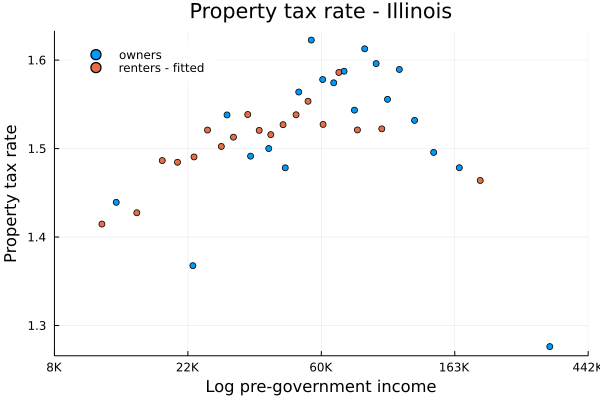 Property tax rate - Illinois
owners
renters - fitted
Property tax rate
1.6
1.5
1.4
1.3
8K
22K
60K
163K
442K
Log pre-government income